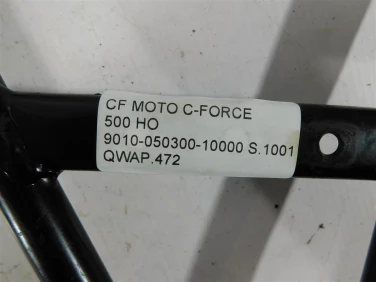 CF MOTO C-FORCE
500 HO
9010-050300-10000 S.1001
QWAP.472